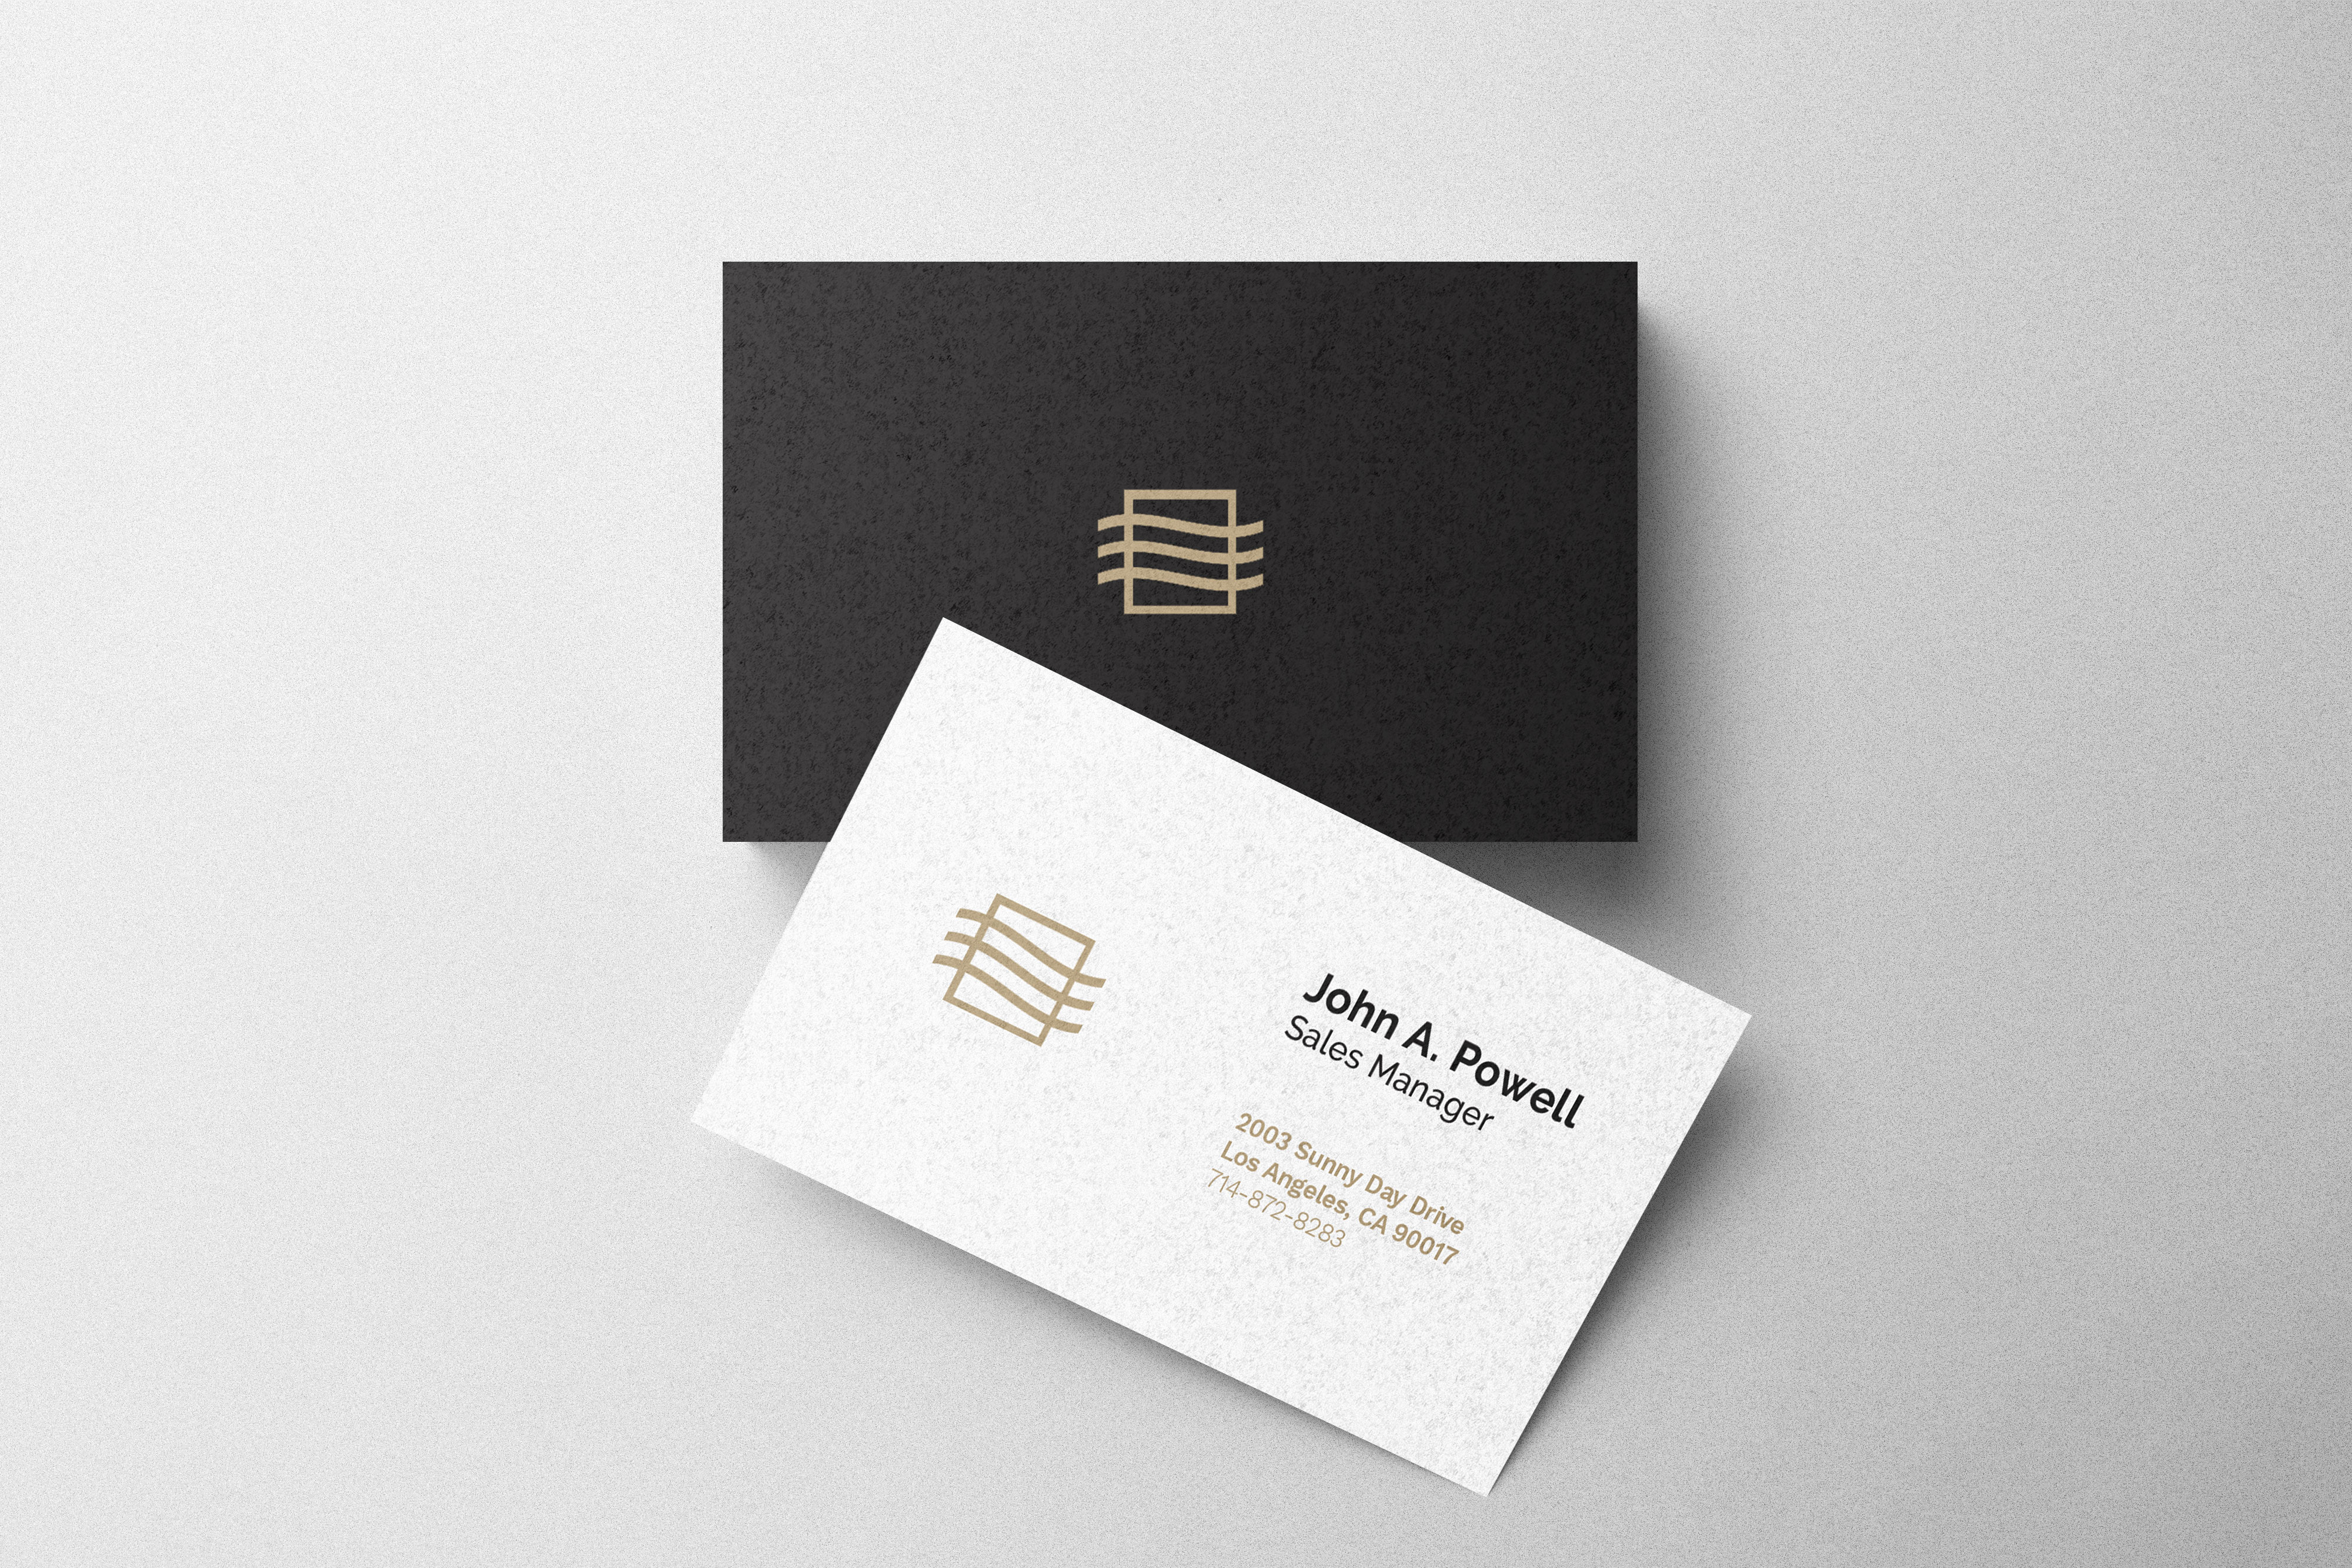 John A. Powell
Sales Manager
2003 Sunny Day Drive
Los Angeles, CA 90017
714-872-8283